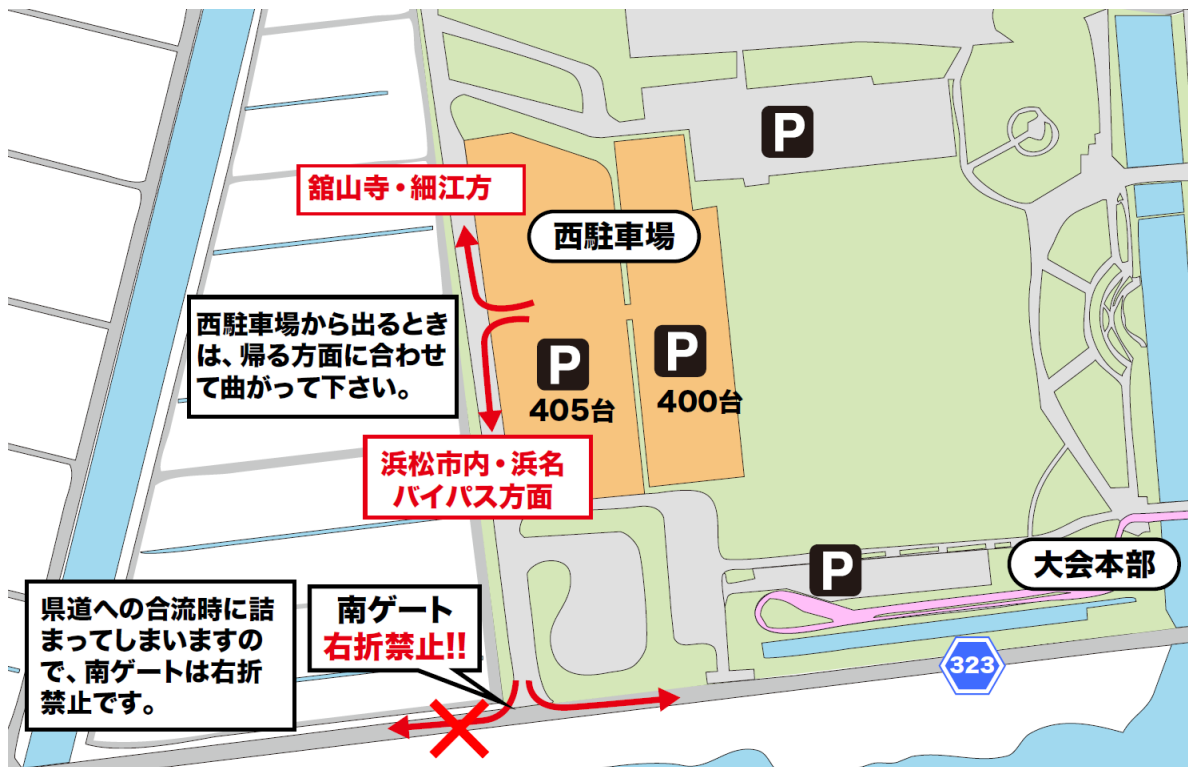 P
舘山寺・細江方
西駐車場
西駐車場から出るとき
は、帰る方面に合わせ
て曲がって下さい。
P
405台
P
400台
浜松市内・浜名
バイパス方面
P
大会本部
県道への合流時に詰
まってしまいますの
で、南ゲートは右折
禁止です。
南ゲート
右折禁止!!
323